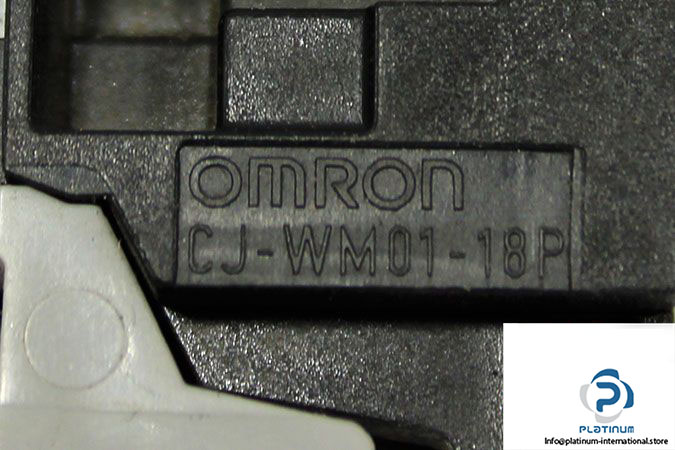 OMRON
CJ-WM01-18P
PLATINUM
Info@platinum-international.store